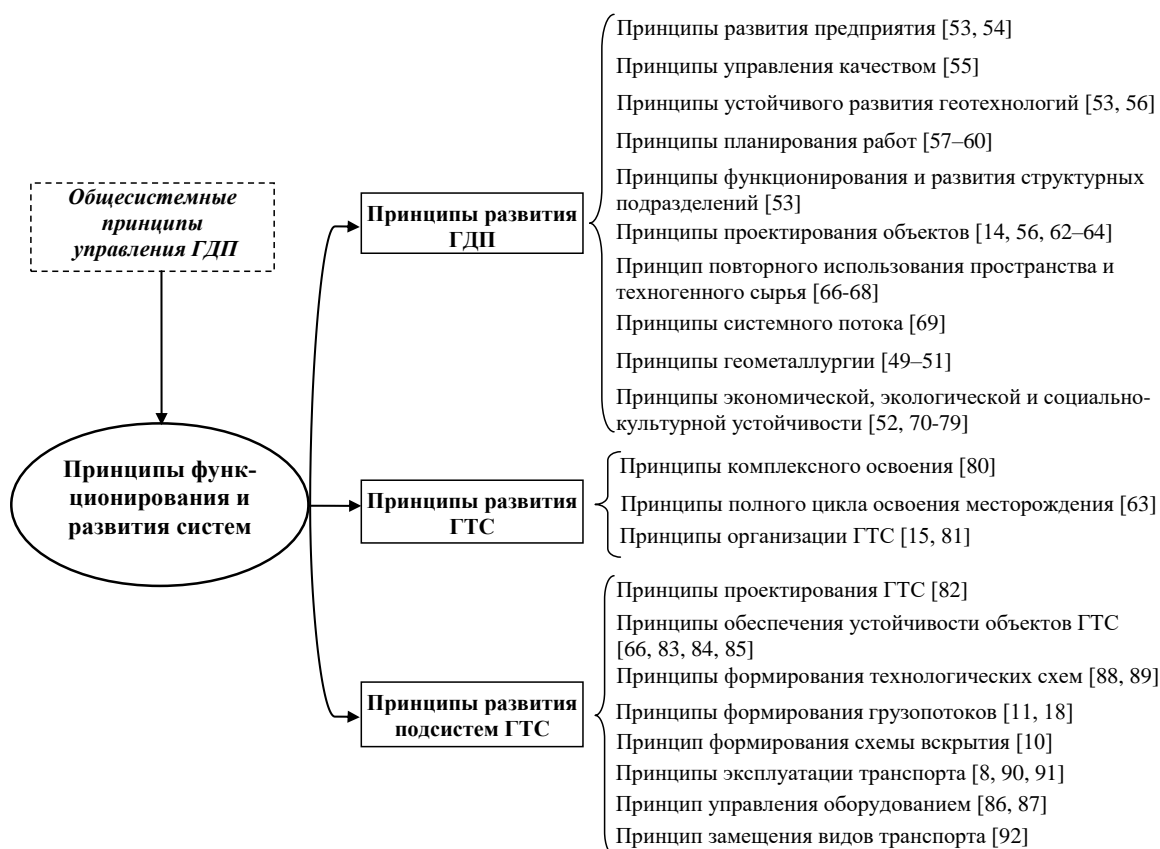 Общесистемные
принципы
управления ГДП
Принципы функ-
ционирования и
развития систем
Принципы развития
ГДП
Принципы развития предприятия [53, 54]
Принципы управления качеством [55]
Принципы устойчивого развития геотехнологий [53, 56]
Принципы планирования работ [57–60]
Принципы функционирования и развития структурных
подразделений [53]
Принципы проектирования объектов [14, 56, 62–64]
Принцип повторного использования пространства и
техногенного сырья [66-68]
Принципы системного потока [69]
Принципы геометаллургии [49–51]
Принципы экономической, экологической и социально-
культурной устойчивости [52, 70-79]
Принципы развития
ГТС
Принципы комплексного освоения [80]
Принципы полного цикла освоения месторождения [63]
Принципы организации ГТС [15, 81]
Принципы развития
подсистем ГТС
Принципы проектирования ГТС [82]
Принципы обеспечения устойчивости объектов ГТС
[66, 83, 84, 85]
Принципы формирования технологических схем [88, 89]
Принципы формирования грузопотоков [11, 18]
Принцип формирования схемы вскрытия [10]
Принципы эксплуатации транспорта [8, 90, 91]
Принцип управления оборудованием [86, 87]
Принцип замещения видов транспорта [92]